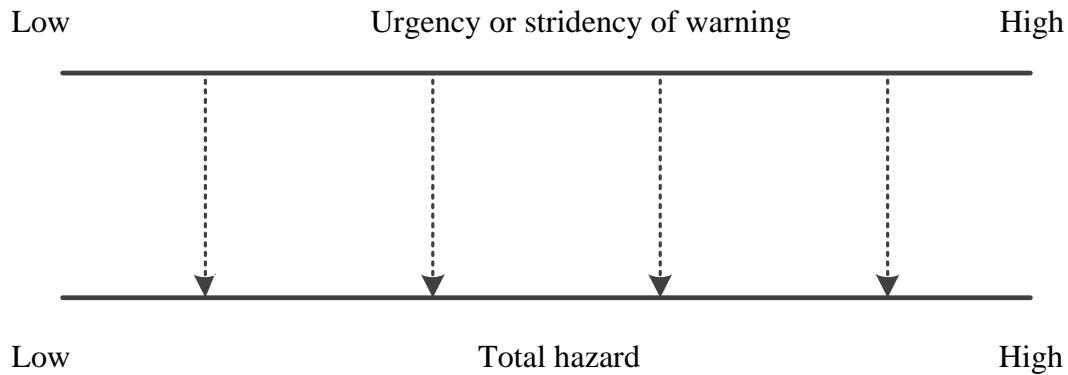 Low Urgency or stridency of warning High
Low Total hazard High